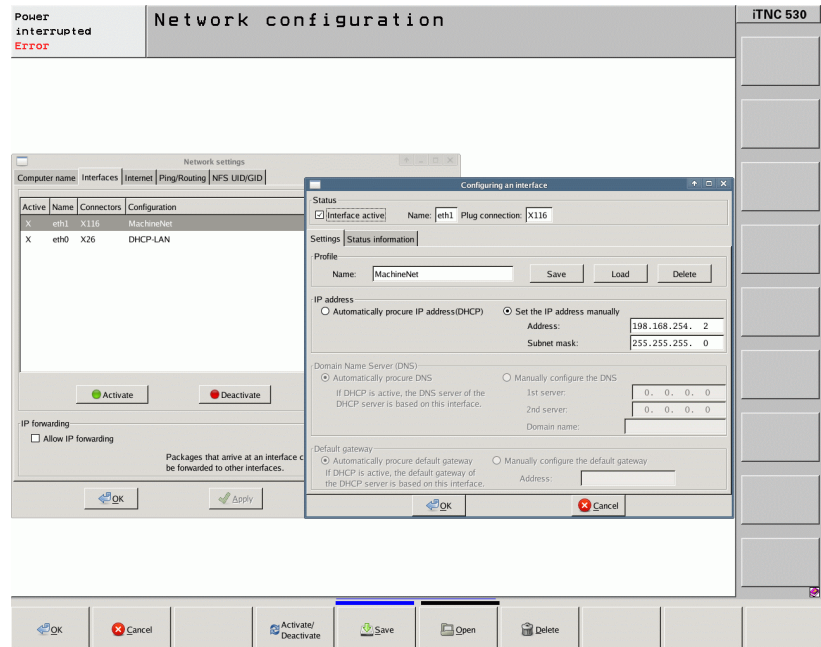 Power
interrupted
Error
Network configuration
iTNC 530
Network settings
Computer name Interfaces Internet Ping/Routing NFS UID/GID
Active Name Connectors Configuration
X eth1 X116 MachineNet
X eth0 X26 DHCP-LAN
Activate Deactivate
IP forwarding
Allow IP forwarding
Packages that arrive at an interface c
be forwarded to other interfaces.
OK Apply
Configuring an interface
Status
Interface active Name: eth1 Plug connection: X116
Settings Status information
Profile
Name: MachineNet Save Load Delete
IP address
Automatically procure IP address(DHCP) Set the IP address manually
Address: 198.168.254. 2
Subnet mask: 255.255.255. 0
Domain Name Server (DNS)
Automatically procure DNS Manually configure the DNS
If DHCP is active, the DNS server of the
DHCP server is based on this interface.
1st server: 0. 0. 0. 0
2nd server: 0. 0. 0. 0
Domain name:
Default gateway
Automatically procure default gateway Manually configure the default gateway
If DHCP is active, the default gateway of
the DHCP server is based on this interface.
Address:
OK Cancel
OK Cancel Activate/
Deactivate Save Open Delete